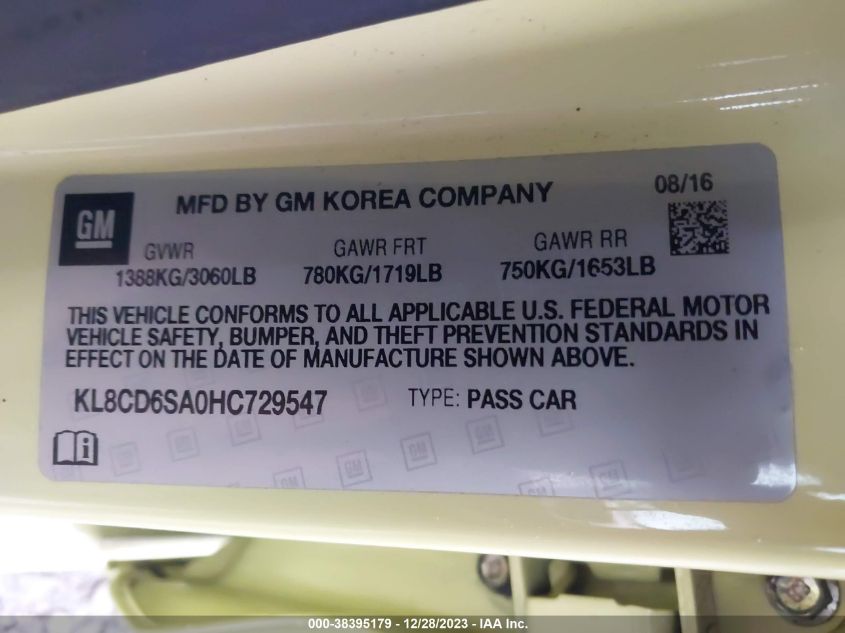 GM
MFD BY GM KOREA COMPANY
08/16
GVWR
GAWR FRT
GAWR RR
1388KG/3060LB
780KG/1719LB
750KG/1653LB
THIS VEHICLE CONFORMS TO ALL APPLICABLE U.S. FEDERAL MOTOR
VEHICLE SAFETY, BUMPER, AND THEFT PREVENTION STANDARDS IN
EFFECT ON THE DATE OF MANUFACTURE SHOWN ABOVE.
KL8CD6SA0HC729547
TYPE: PASS CAR
000-38395179 - 12/28/2023 - IAA Inc.